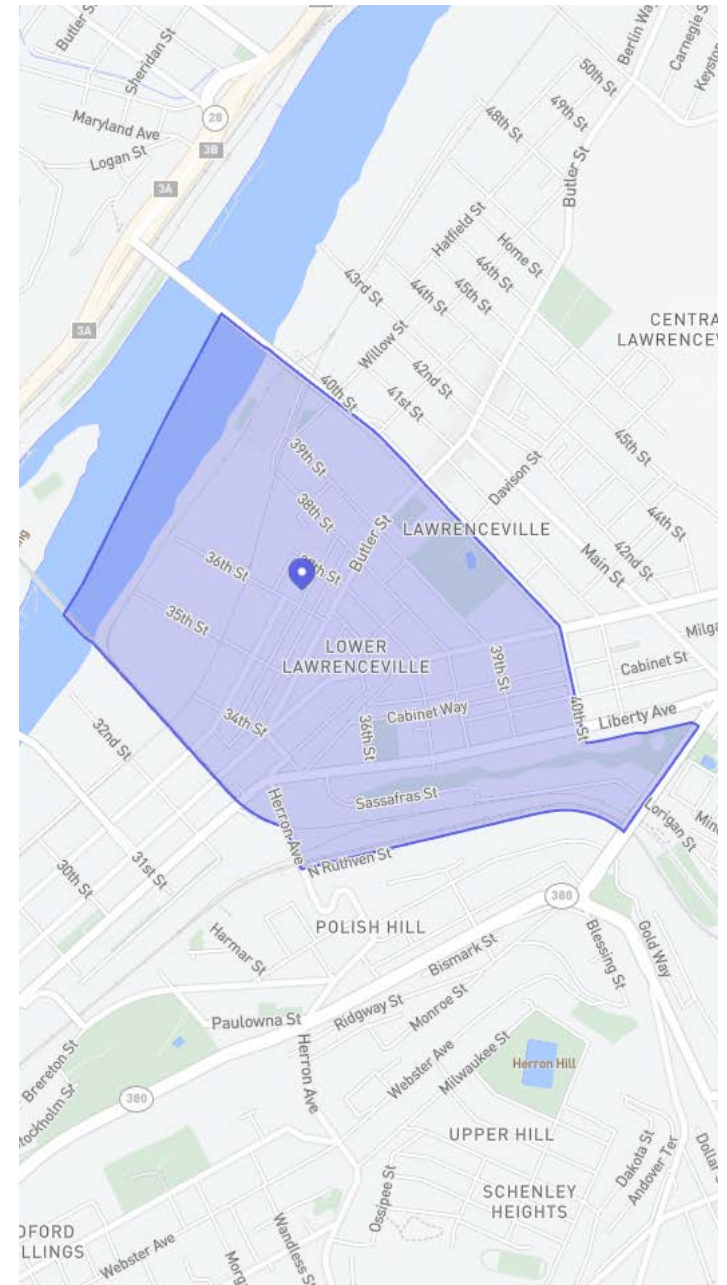 Butler St
Sheridan St
Maryland Ave
Logan St
28
3B
3A
3A
Bertin Way
Carnegie St
50th St
49th St
48th St
Butler St
Hatfield St
Home St
46th St
45th St
44th St
43rd St
Willow St
42nd St
41st St
40th St
CENTRA
LAWRENCEV
45th St
44th St
42nd St
Davison St
Main St
39th St
38th St
Butler St
LAWRENCEVILLE
36th St
35th St
LOWER
LAWRENCEVILLE
39th St
Cabinet St
34th St
36th St
Cabinet Way
40th St
Liberty Ave
32nd St
Herron Ave
Sassafras St
Lorigan St
N Ruthven St
31st St
30th St
380
POLISH HILL
Harmar St
Bismark St
Blessing St
Gold Way
Paulowna St
Ridgway St
Monroe St
Brereton St
Herron Ave
Webster Ave
Milwaukee St
Herron Hill
380
UPPER HILL
Dakota St
Andover Ter
Ossipee St
SCHENLEY
HEIGHTS
Webster Ave
Wandless St